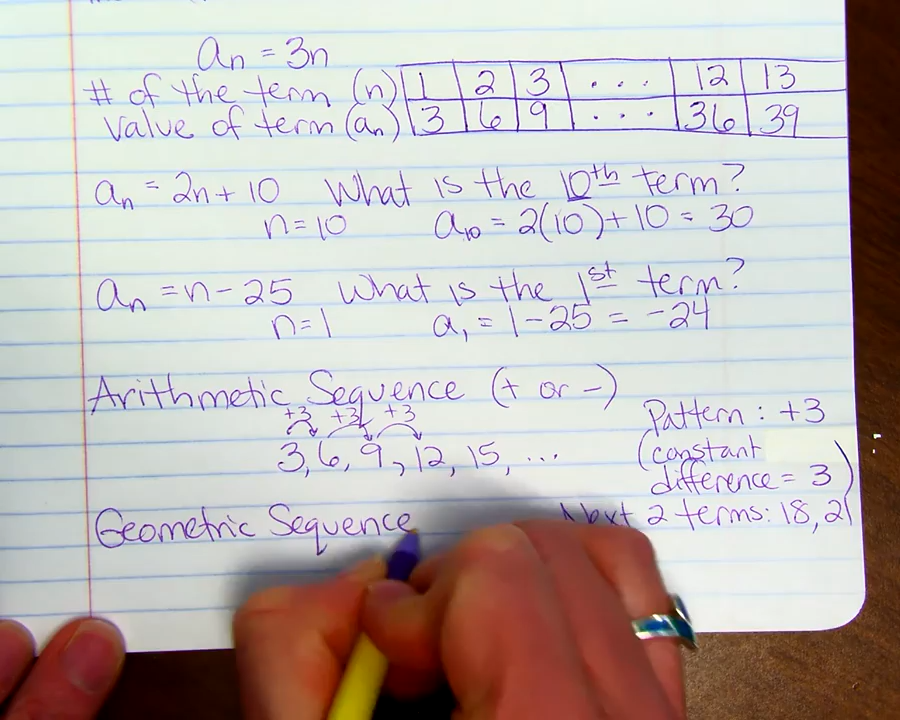 an = 3n
# of the term (n) 1 2 3 ... 12 13
value of term (an) 3 6 9 ... 36 39
an = 2n + 10 What is the 10th term?
n = 10 a10 = 2(10) + 10 = 30
an = n - 25 What is the 1st term?
n = 1 a1 = 1 - 25 = -24
Arithmetic Sequence (+ or -)
+3 +3 +3
3, 6, 9, 12, 15, ...
Pattern: +3
(constant
difference = 3)
Next 2 terms: 18, 21
Geometric Sequence